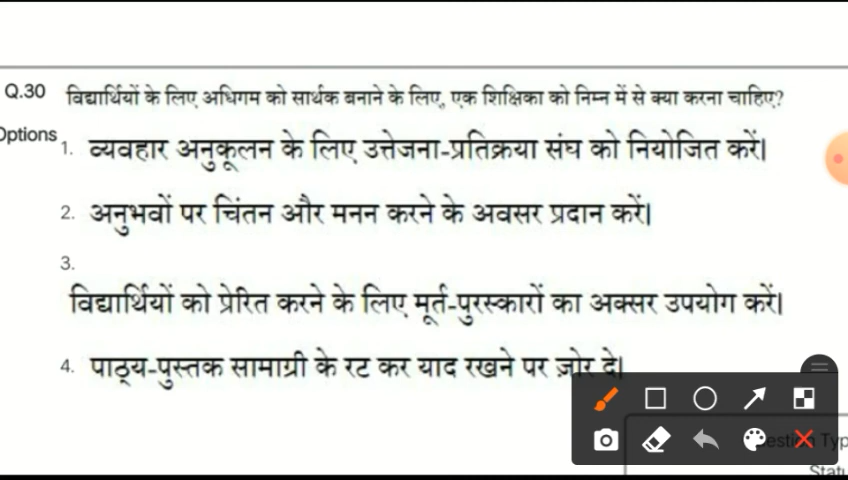 Q.30 विद्यार्थियों के लिए अधिगम को सार्थक बनाने के लिए, एक शिक्षिका को निम्न में से क्या करना चाहिए?
Options 1. व्यवहार अनुकूलन के लिए उत्तेजना-प्रतिक्रया संघ को नियोजित करें।
2. अनुभवों पर चिंतन और मनन करने के अवसर प्रदान करें।
3.
विद्यार्थियों को प्रेरित करने के लिए मूर्त-पुरस्कारों का अक्सर उपयोग करें।
4. पाठ्य-पुस्तक सामाग्री के रट कर याद रखने पर ज़ोर दे।